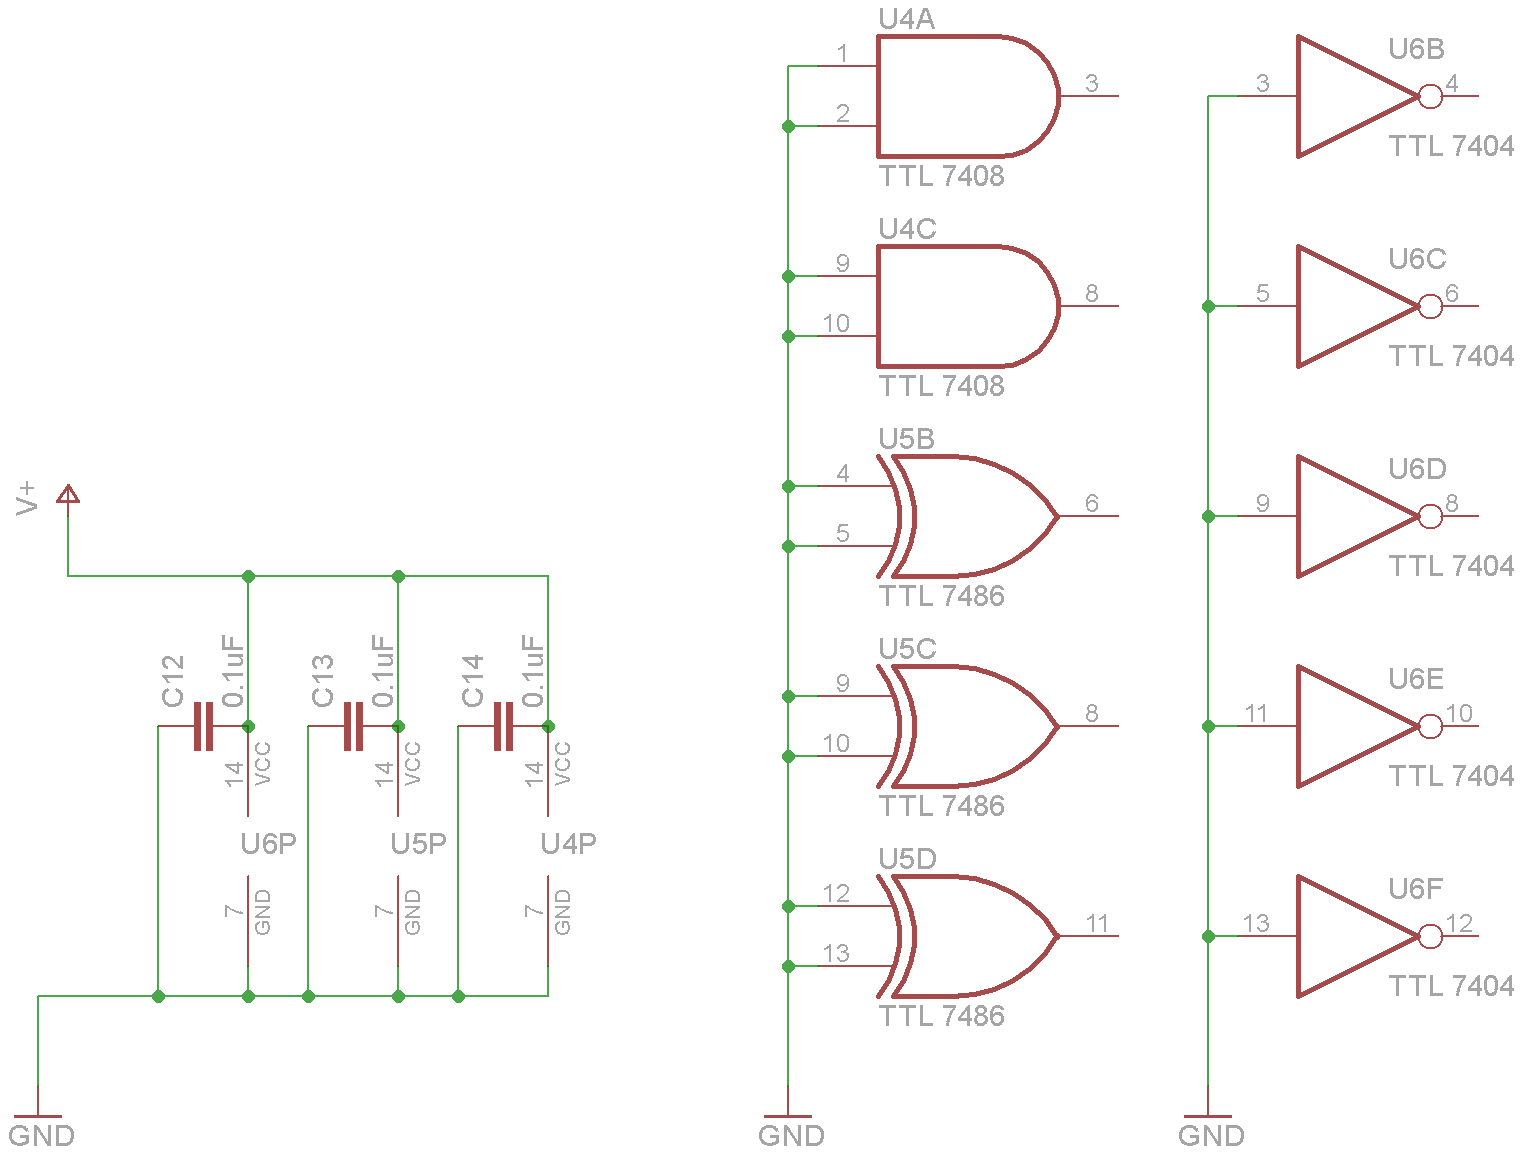 V+
C12
0.1uF
14
VCC
U6P
7
GND
C13
0.1uF
14
VCC
U5P
7
GND
C14
0.1uF
14
VCC
U4P
7
GND
GND
U4A
1
2
3
TTL 7408
U4C
9
10
8
TTL 7408
U5B
4
5
6
TTL 7486
U5C
9
10
8
TTL 7486
U5D
12
13
11
TTL 7486
GND
U6B
3
4
TTL 7404
U6C
5
6
TTL 7404
U6D
9
8
TTL 7404
U6E
11
10
TTL 7404
U6F
13
12
TTL 7404
GND